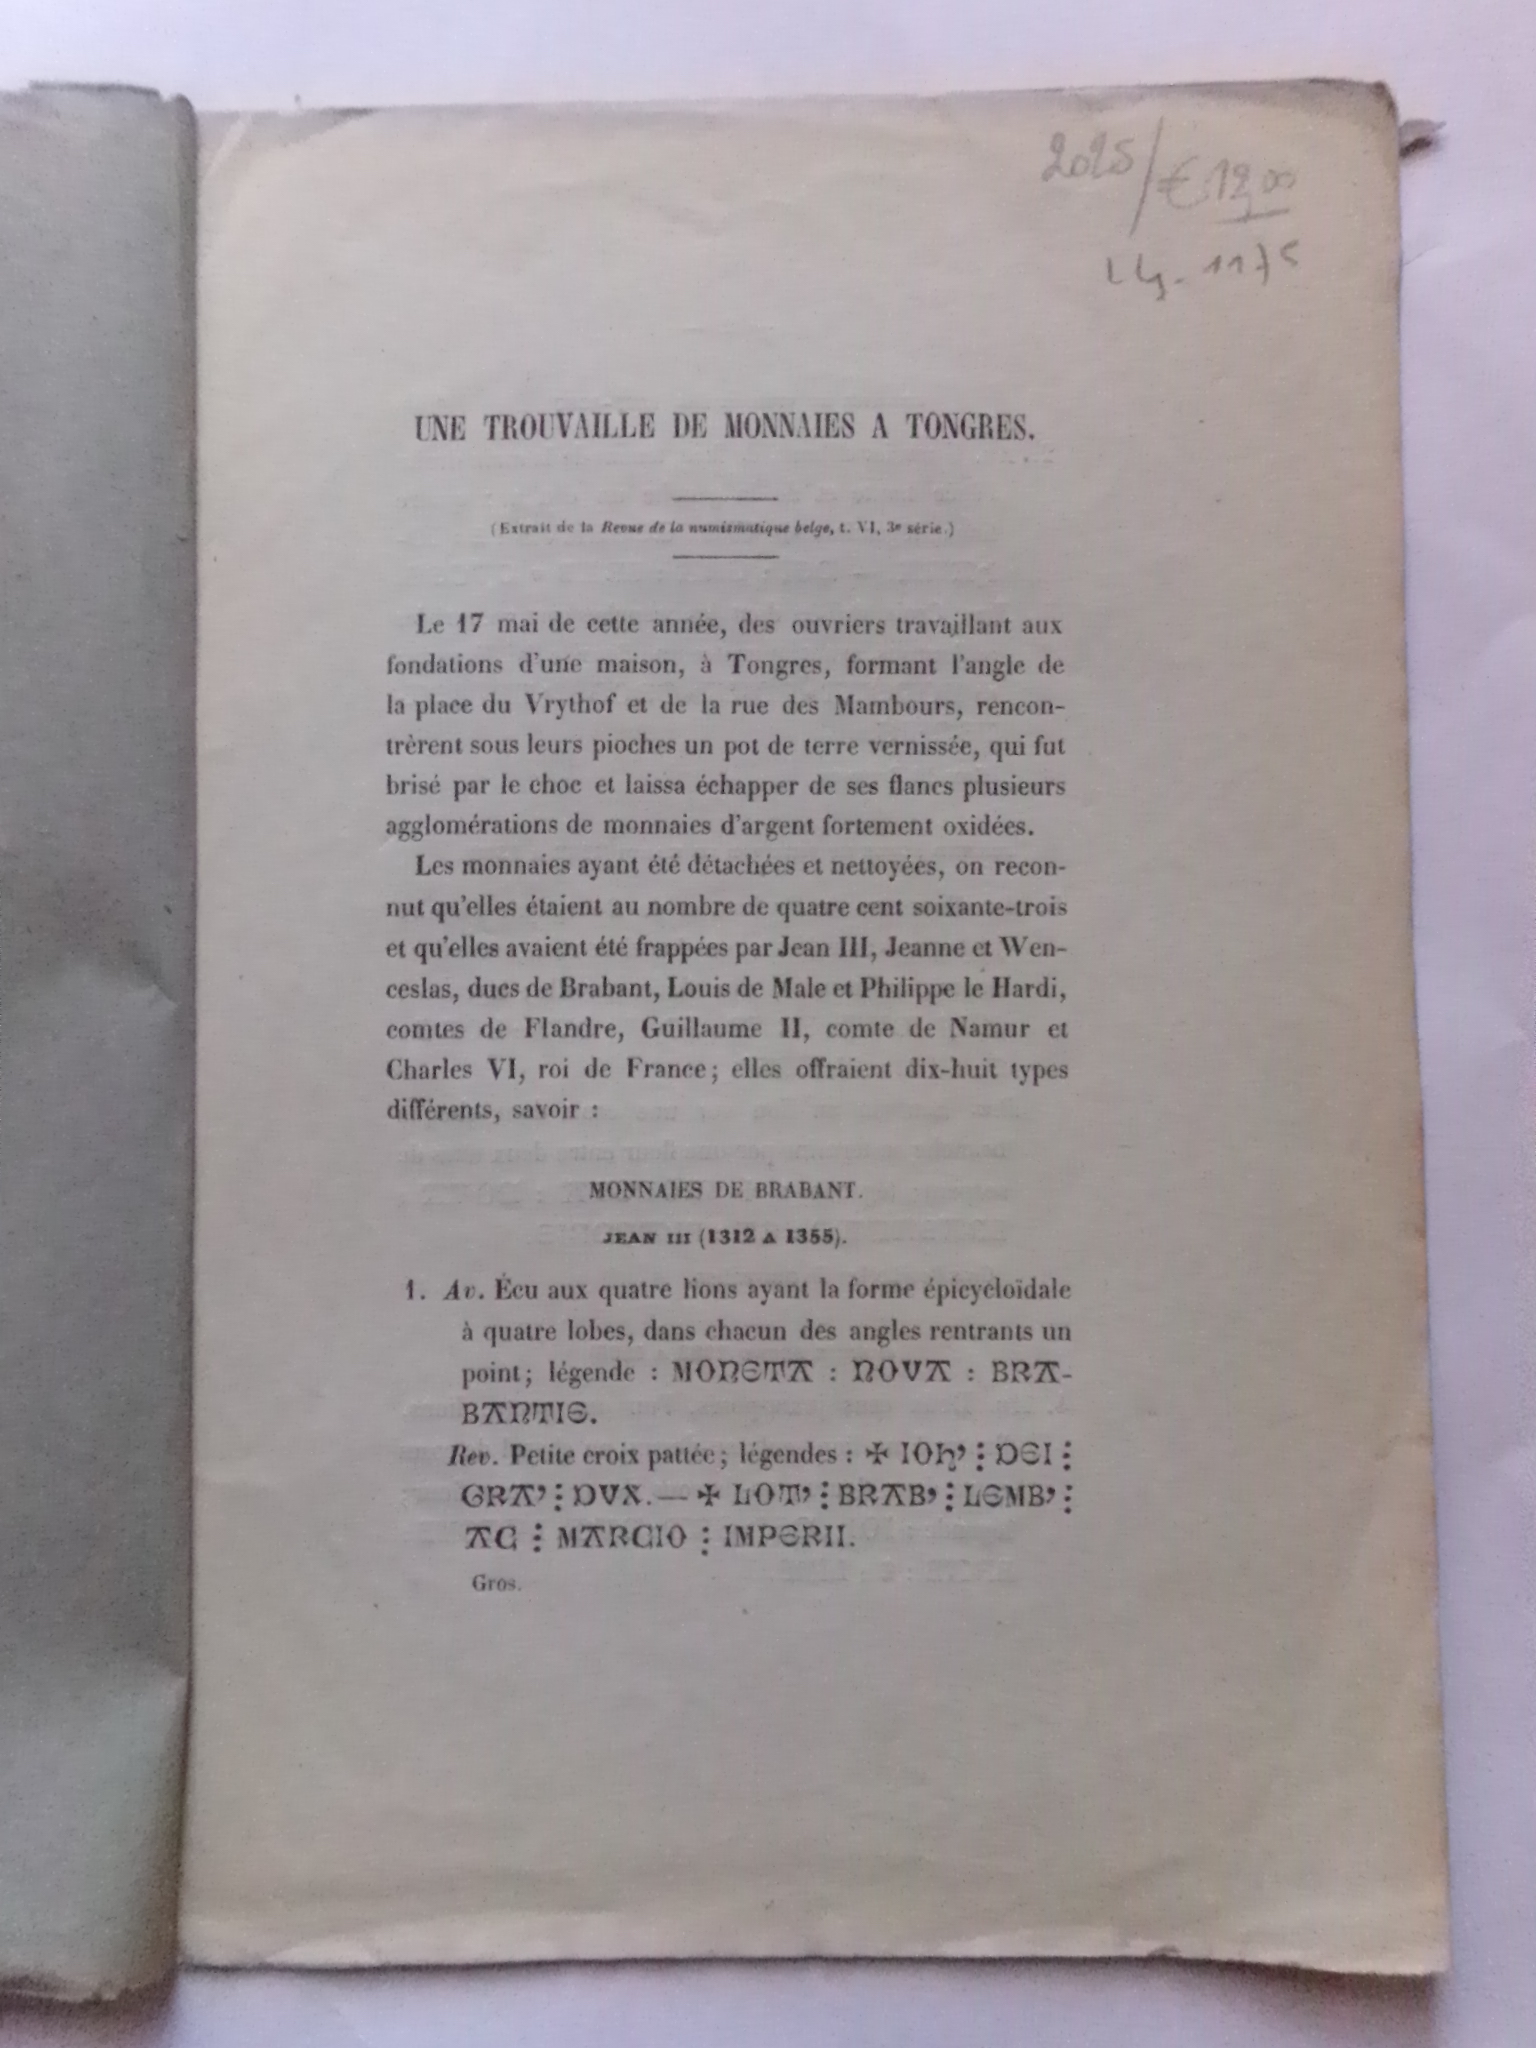 2025/€ 12,00
UNE TROUVAILLE DE MONNAIES A TONGRES.
(Extrait de la Revue de la numismatique belge, t. VI, 3e série.)
Le 17 mai de cette année, des ouvriers travaillant aux
fondations d'une maison, à Tongres, formant l'angle de
la place du Vrythof et de la rue des Mambours, rencon-
trèrent sous leurs pioches un pot de terre vernissée, qui fut
brisé par le choc et laissa échapper de ses flancs plusieurs
agglomérations de monnaies d'argent fortement oxidées.
Les monnaies ayant été détachées et nettoyées, on recon-
nut qu'elles étaient au nombre de quatre cent soixante-trois
et qu'elles avaient été frappées par Jean III, Jeanne et Wen-
ceslas, ducs de Brabant, Louis de Male et Philippe le Hardi,
comtes de Flandre, Guillaume II, comte de Namur et
Charles VI, roi de France; elles offraient dix-huit types
différents, savoir :
MONNAIES DE BRABANT.
JEAN III (1312 A 1355).
1. Av. Écu aux quatre lions ayant la forme épicycloïdale
à quatre lobes, dans chacun des angles rentrants un
point; légende : MONETA : NOVA : BRA-
BANTIE.
Rev. Petite croix pattée; légendes : ✠ IOH' ⋮ DEI ⋮
GRA' ⋮ DVX. — ✠ LOT' ⋮ BRAB' ⋮ LEMB' ⋮
AC ⋮ MARCIO ⋮ IMPERII.
Gros.